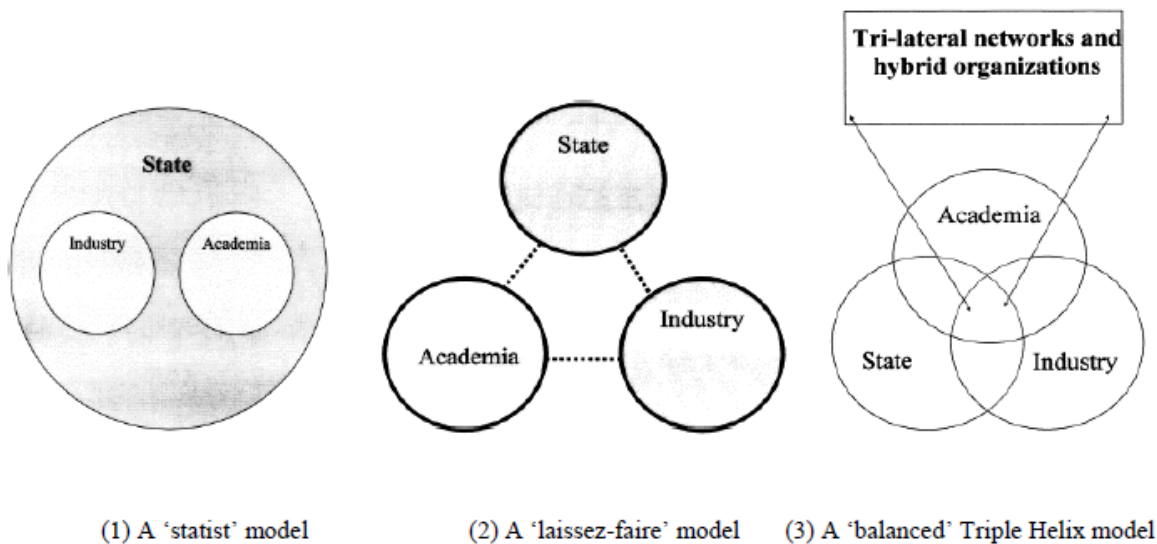 State
Industry
Academia
(1) A ‘statist’ model
State
Academia
Industry
(2) A ‘laissez-faire’ model
Tri-lateral networks and
hybrid organizations
Academia
State
Industry
(3) A ‘balanced’ Triple Helix model